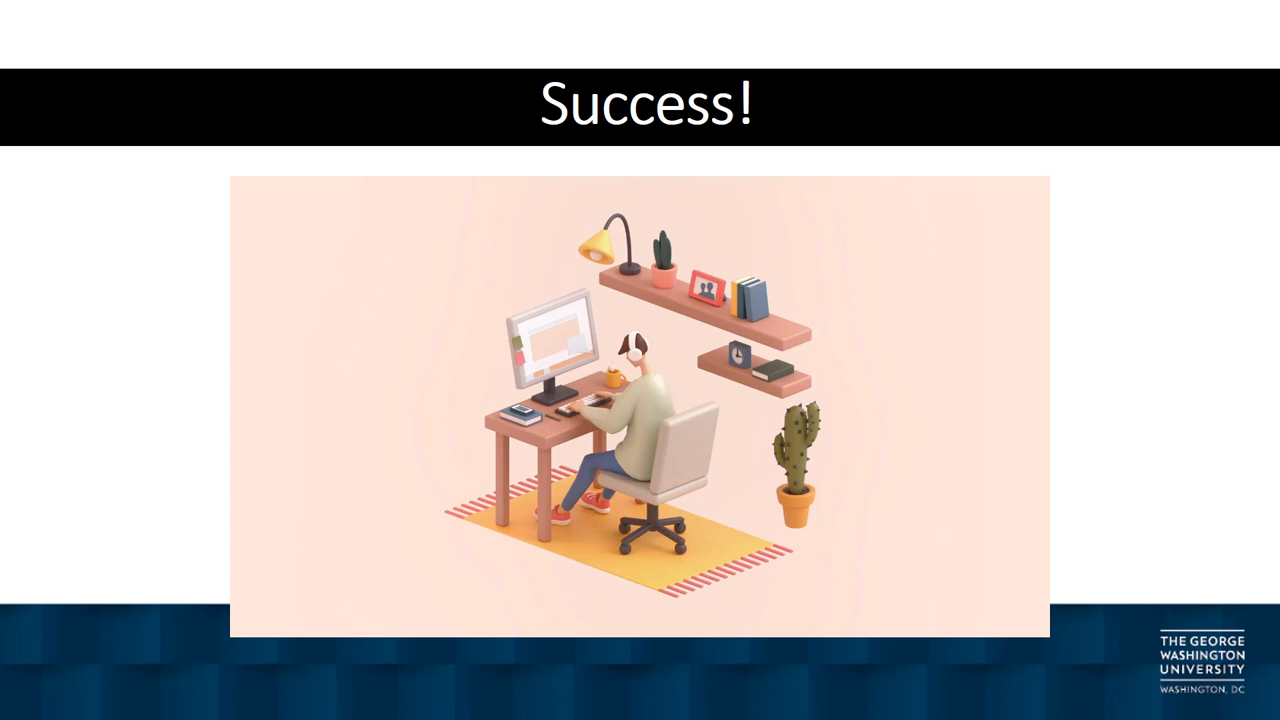 Success!
THE GEORGE
WASHINGTON
UNIVERSITY
WASHINGTON, DC